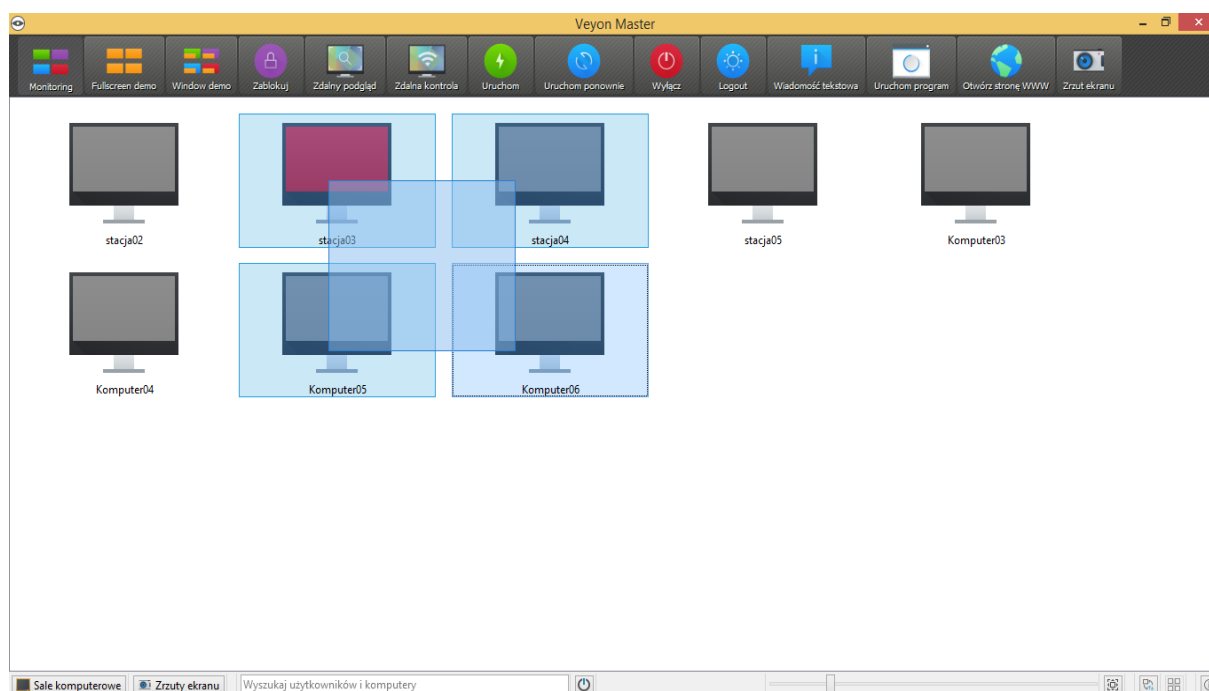 Veyon Master
Monitoring Fullscreen demo Window demo Zablokuj Zdalny podgląd Zdalna kontrola Uruchom Uruchom ponownie Wyłącz Logout Wiadomość tekstowa Uruchom program Otwórz stronę WWW Zrzut ekranu
stacja02 stacja03 stacja04 stacja05 Komputer03
Komputer04 Komputer05 Komputer06
Sale komputerowe Zrzuty ekranu Wyszukaj użytkowników i komputery